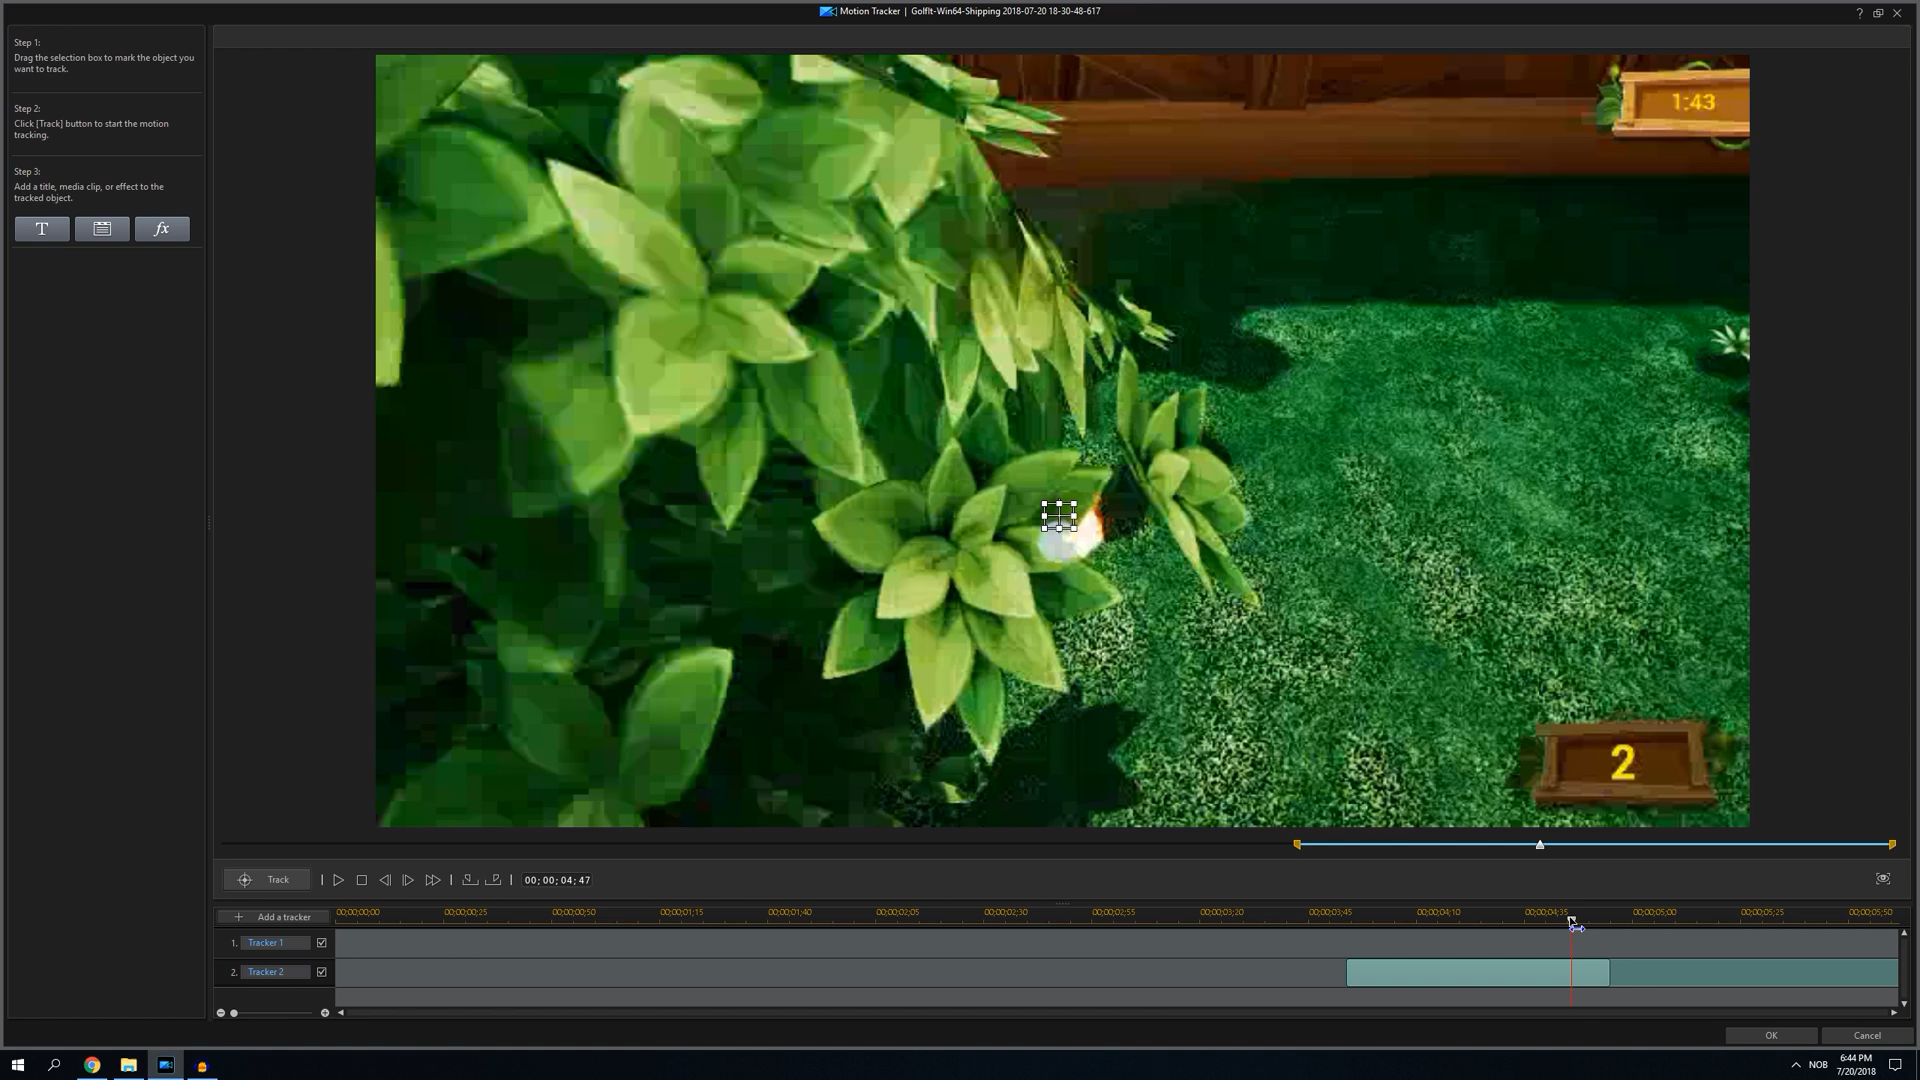 Motion Tracker | GolfIt-Win64-Shipping 2018-07-20 18-30-48-617
?
Step 1:
Drag the selection box to mark the object you
want to track.
Step 2:
Click [Track] button to start the motion
tracking.
Step 3:
Add a title, media clip, or effect to the
tracked object.
T
fx
1:43
2
Track
00; 00; 04; 47
Add a tracker
00;00;00;00 00;00;00;25 00;00;00;50 00;00;01;15 00;00;01;40 00;00;02;05 00;00;02;30 00;00;02;55 00;00;03;20 00;00;03;45 00;00;04;10 00;00;04;35 00;00;05;00 00;00;05;25 00;00;05;50
1. Tracker 1
2. Tracker 2
OK Cancel
NOB
6:44 PM
7/20/2018